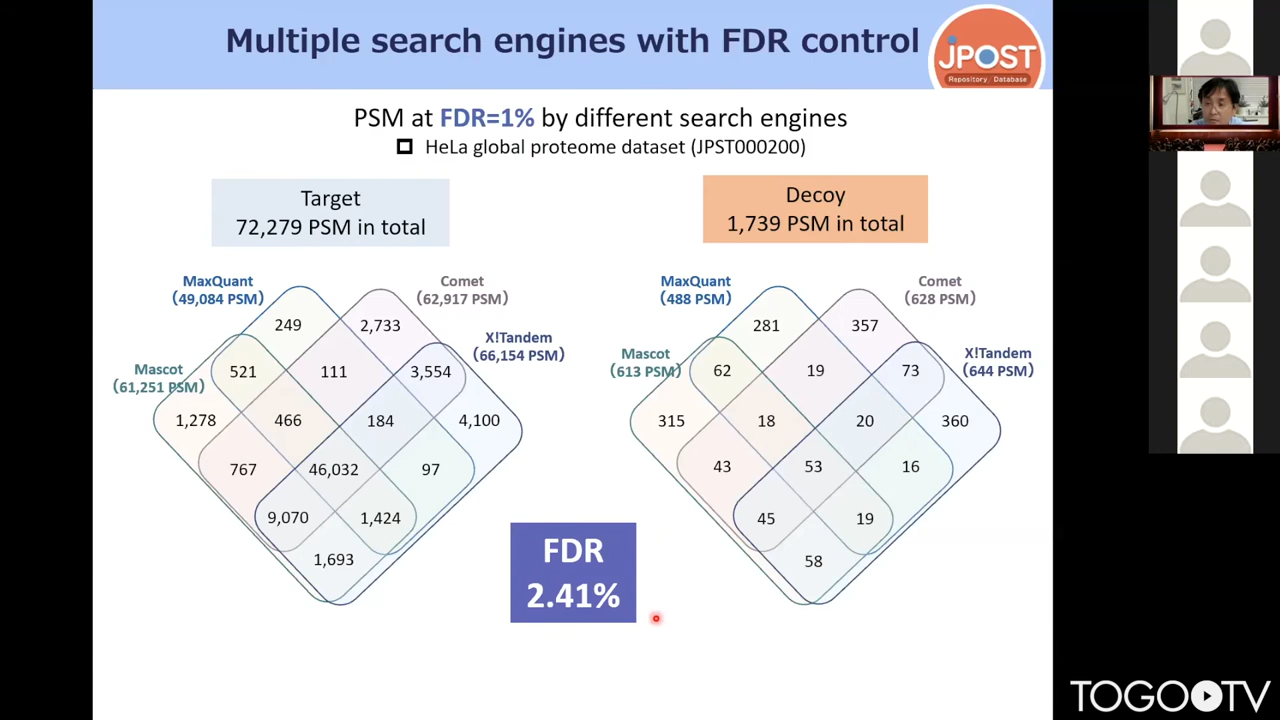 Multiple search engines with FDR control
JPOST
Repository Database
PSM at FDR=1% by different search engines
HeLa global proteome dataset (JPST000200)
Target
72,279 PSM in total
Decoy
1,739 PSM in total
MaxQuant
(49,084 PSM)
Comet
(62,917 PSM)
X!Tandem
(66,154 PSM)
Mascot
(61,251 PSM)
249
2,733
521
111
3,554
1,278
466
184
4,100
767
46,032
97
9,070
1,424
1,693
MaxQuant
(488 PSM)
Comet
(628 PSM)
X!Tandem
(644 PSM)
Mascot
(613 PSM)
281
357
62
19
73
315
18
20
360
43
53
16
45
19
58
FDR
2.41%
TOGO TV